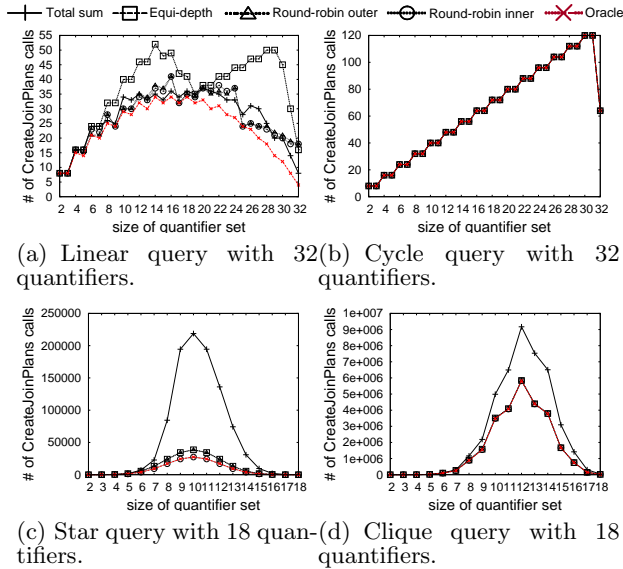 Total sum Equi-depth Round-robin outer Round-robin inner Oracle
# of CreateJoinPlans calls
55
50
45
40
35
30
25
20
15
10
5
0
2 4 6 8 10 12 14 16 18 20 22 24 26 28 30 32
size of quantifier set
(a) Linear query with 32
quantifiers.
# of CreateJoinPlans calls
120
100
80
60
40
20
0
2 4 6 8 10 12 14 16 18 20 22 24 26 28 30 32
size of quantifier set
(b) Cycle query with 32
quantifiers.
# of CreateJoinPlans calls
250000
200000
150000
100000
50000
0
2 3 4 5 6 7 8 9 10 11 12 13 14 15 16 17 18
size of quantifier set
(c) Star query with 18 quan-
tifiers.
# of CreateJoinPlans calls
1e+007
9e+006
8e+006
7e+006
6e+006
5e+006
4e+006
3e+006
2e+006
1e+006
0
2 3 4 5 6 7 8 9 10 11 12 13 14 15 16 17 18
size of quantifier set
(d) Clique query with 18
quantifiers.